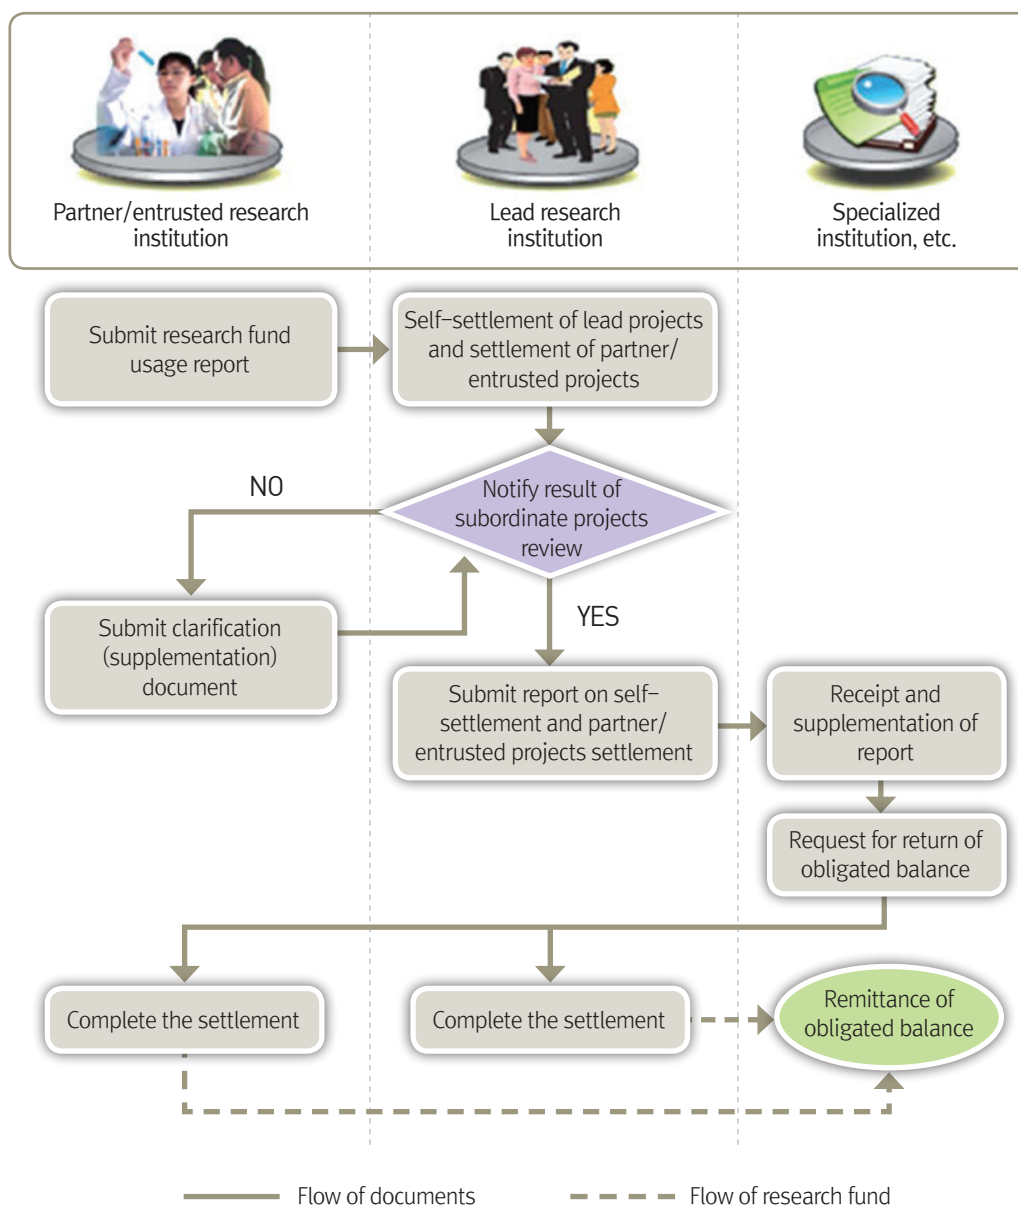 Partner/entrusted research
institution
Lead research
institution
Specialized
institution, etc.
Submit research fund
usage report
Self-settlement of lead projects
and settlement of partner/
entrusted projects
Notify result of
subordinate projects
review
NO
YES
Submit clarification
(supplementation)
document
Submit report on self-
settlement and partner/
entrusted projects settlement
Receipt and
supplementation of
report
Request for return of
obligated balance
Complete the settlement
Complete the settlement
Remittance of
obligated balance
Flow of documents
Flow of research fund